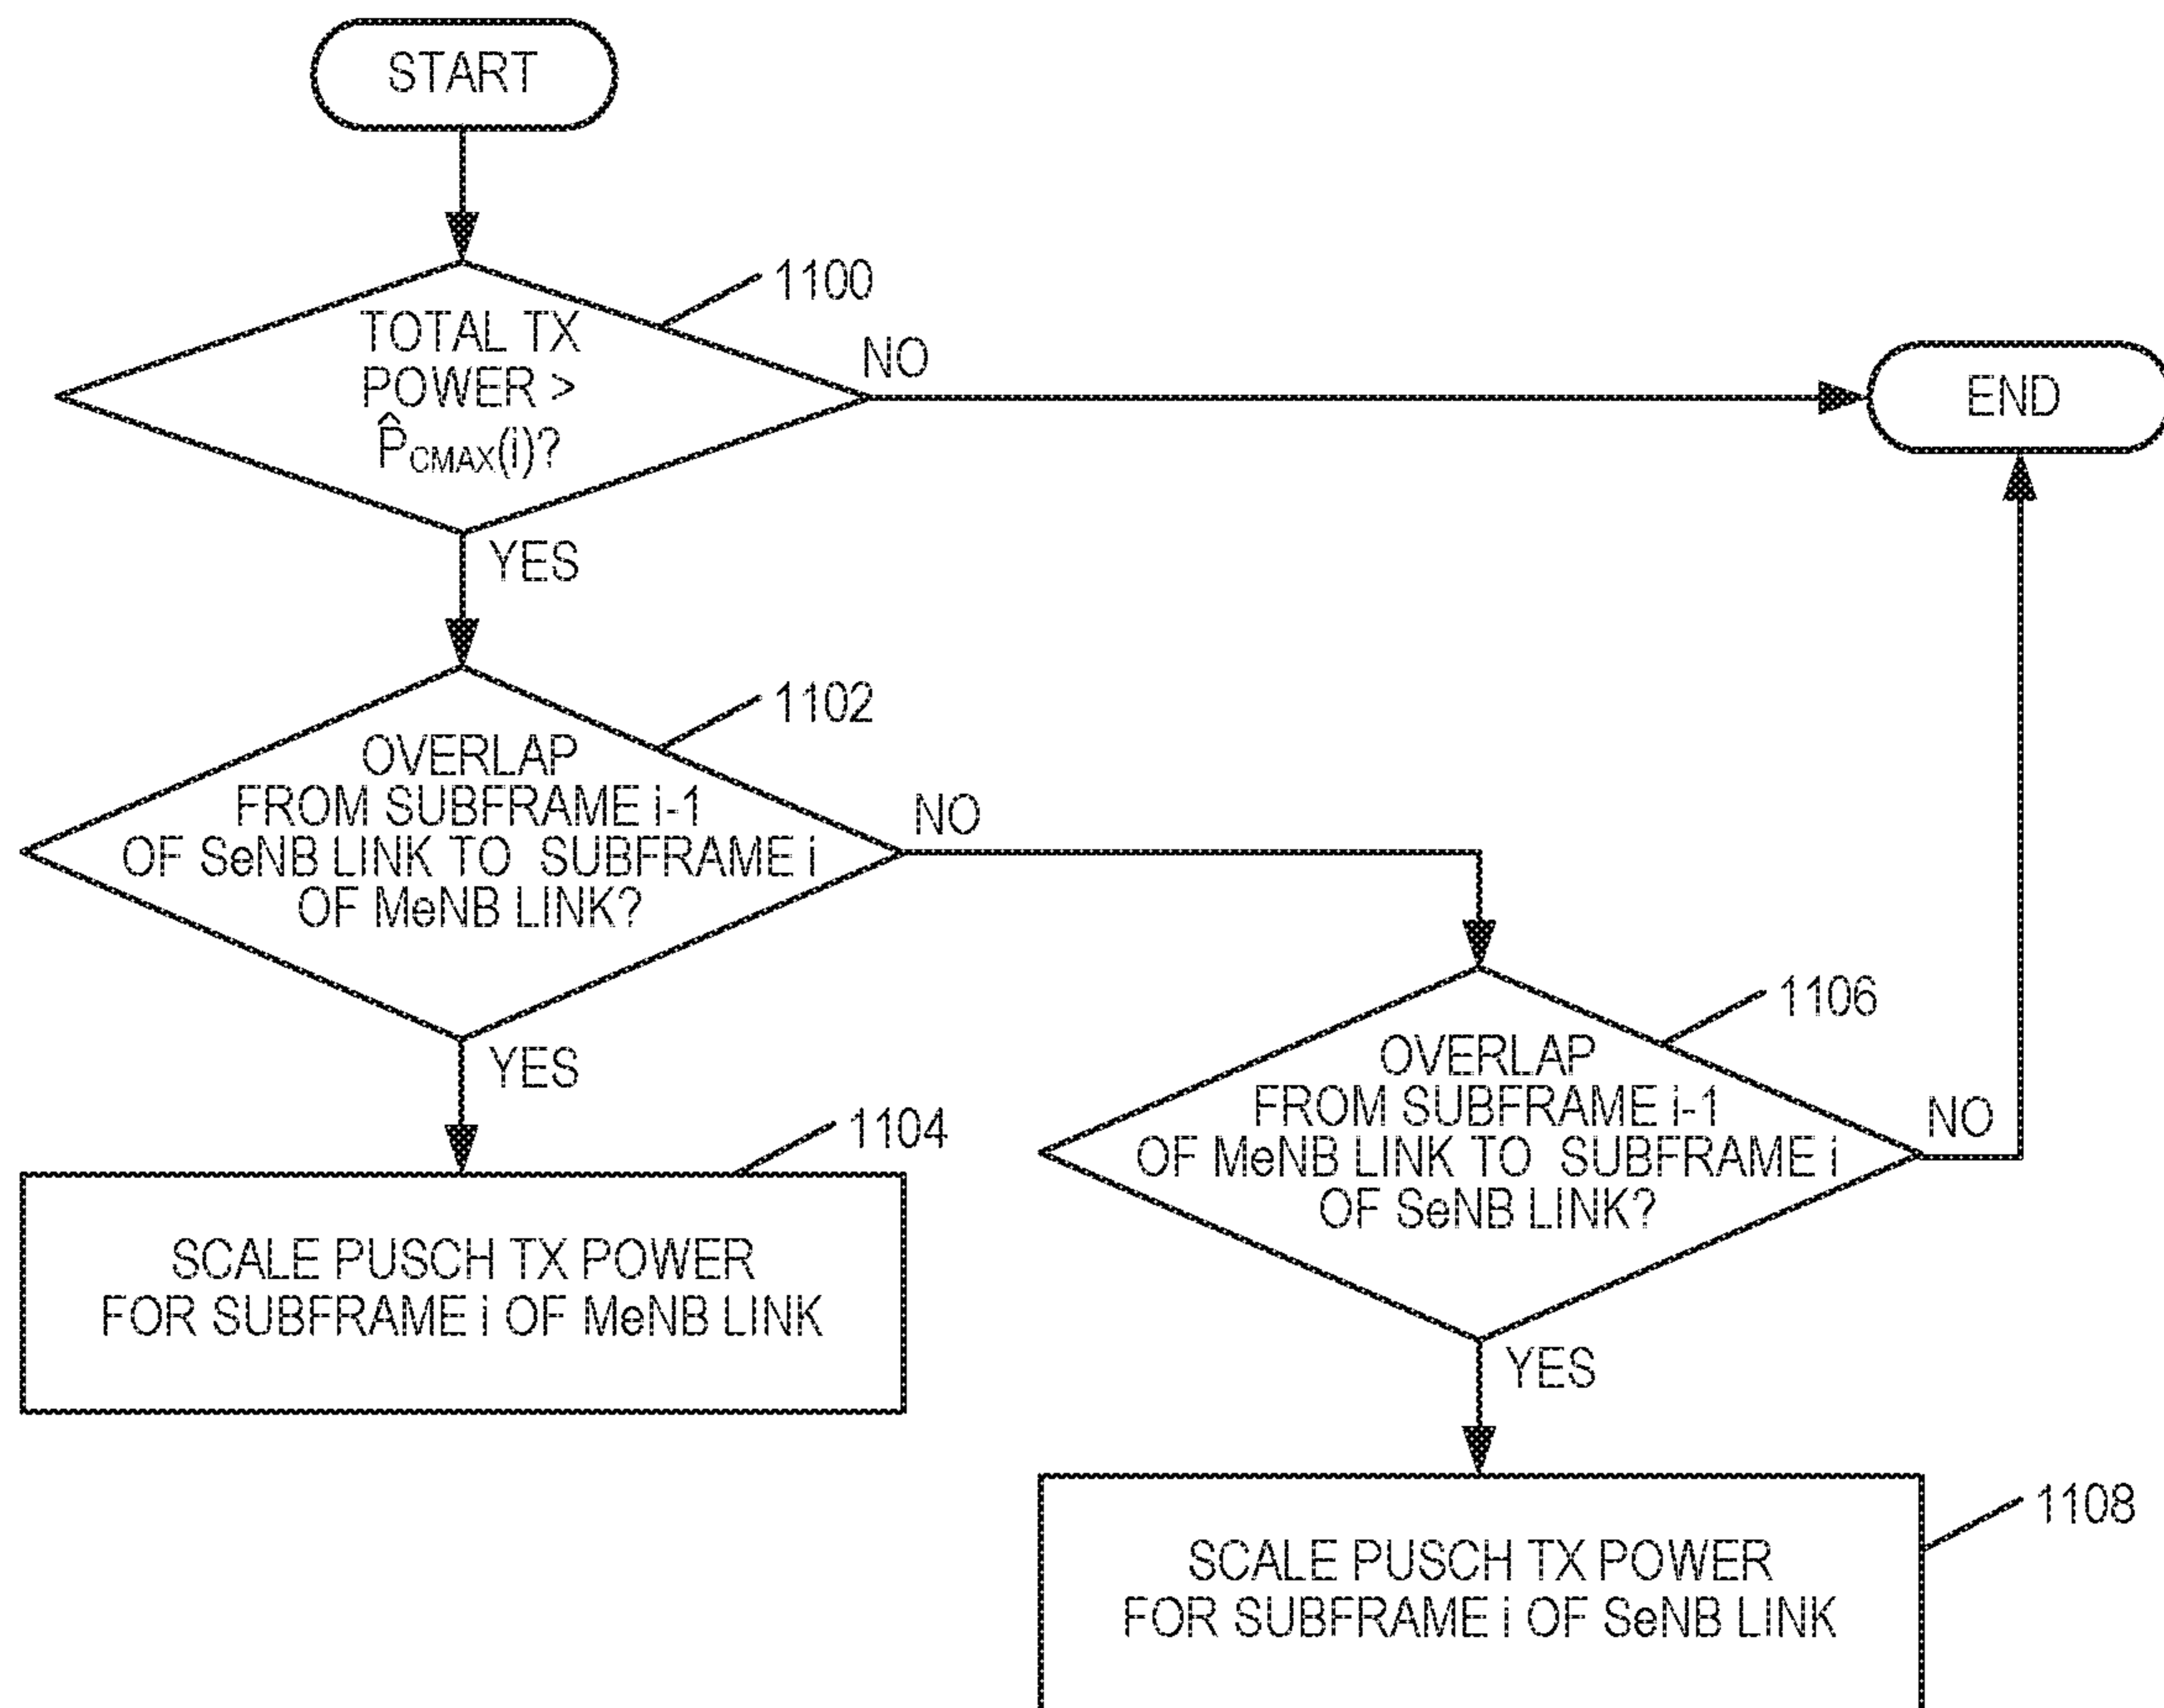 START
1100
TOTAL TX
POWER >
P̂CMAX(i)?
NO
END
YES
1102
OVERLAP
FROM SUBFRAME i-1
OF SeNB LINK TO SUBFRAME i
OF MeNB LINK?
NO
YES
1106
OVERLAP
FROM SUBFRAME i-1
OF MeNB LINK TO SUBFRAME i
OF SeNB LINK?
NO
YES
1104
SCALE PUSCH TX POWER
FOR SUBFRAME i OF MeNB LINK
1108
SCALE PUSCH TX POWER
FOR SUBFRAME i OF SeNB LINK